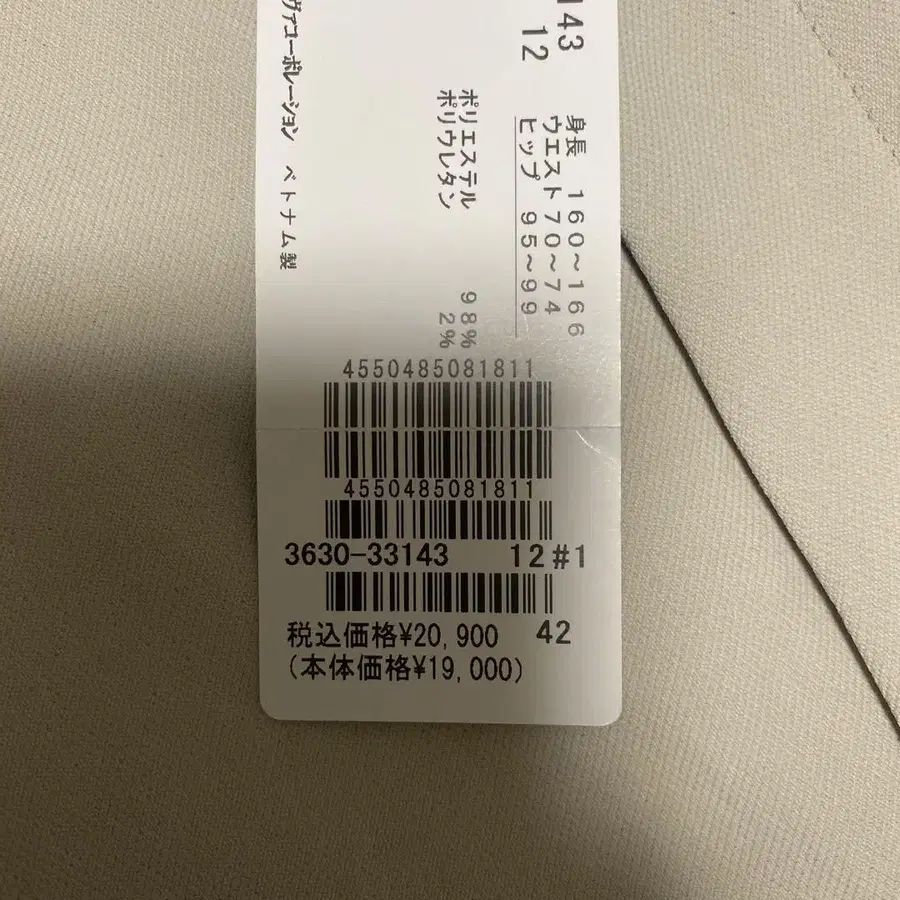 143
12
身長 160~166
ウエスト 70~74
ヒップ 95~99
ポリエステル 98%
ポリウレタン 2%
ヴァコーポレーション ベトナム製
4550485081811
4550485081811
3630-33143 12#1
税込価格¥20,900 42
(本体価格¥19,000)